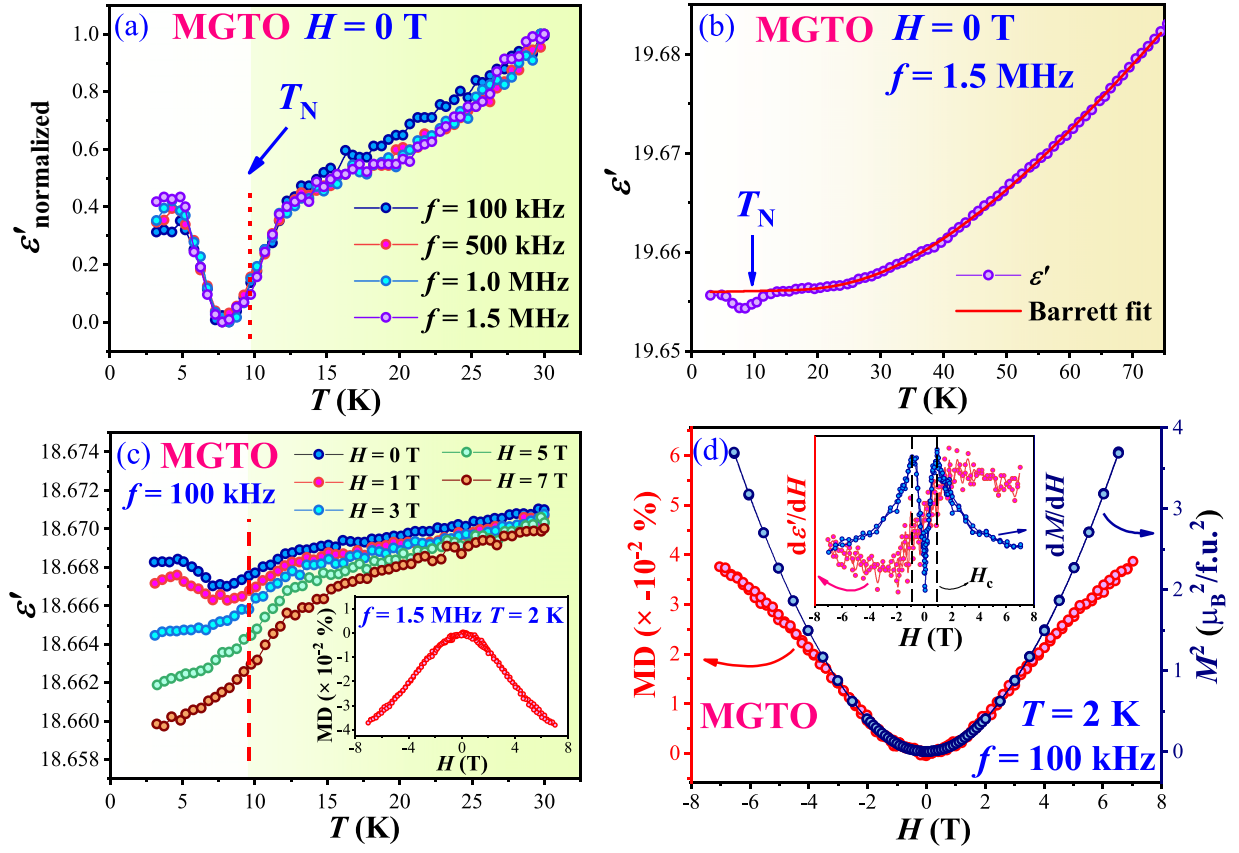 (a) MGTO H = 0 T
1.0
0.8
0.6
0.4
0.2
0.0
ε′normalized
TN
f = 100 kHz
f = 500 kHz
f = 1.0 MHz
f = 1.5 MHz
0 5 10 15 20 25 30
T (K)
(b) MGTO H = 0 T
f = 1.5 MHz
19.68
19.67
19.66
19.65
ε′
TN
ε′
Barrett fit
0 10 20 30 40 50 60 70
T (K)
(c) MGTO
f = 100 kHz
H = 0 T
H = 1 T
H = 3 T
H = 5 T
H = 7 T
18.674
18.672
18.670
18.668
18.666
18.664
18.662
18.660
18.658
ε′
f = 1.5 MHz T = 2 K
0
-1
-2
-3
-4
MD (× 10⁻² %)
-8 -4 0 4 8
H (T)
0 5 10 15 20 25 30
T (K)
(d)
6
5
4
3
2
1
0
MD (× -10⁻² %)
dε′/dH
dM/dH
Hc
-8 -6 -4 -2 0 2 4 6 8
H (T)
4
3
2
1
0
M² (μB²/f.u.²)
MGTO
T = 2 K
f = 100 kHz
-8 -6 -4 -2 0 2 4 6 8
H (T)